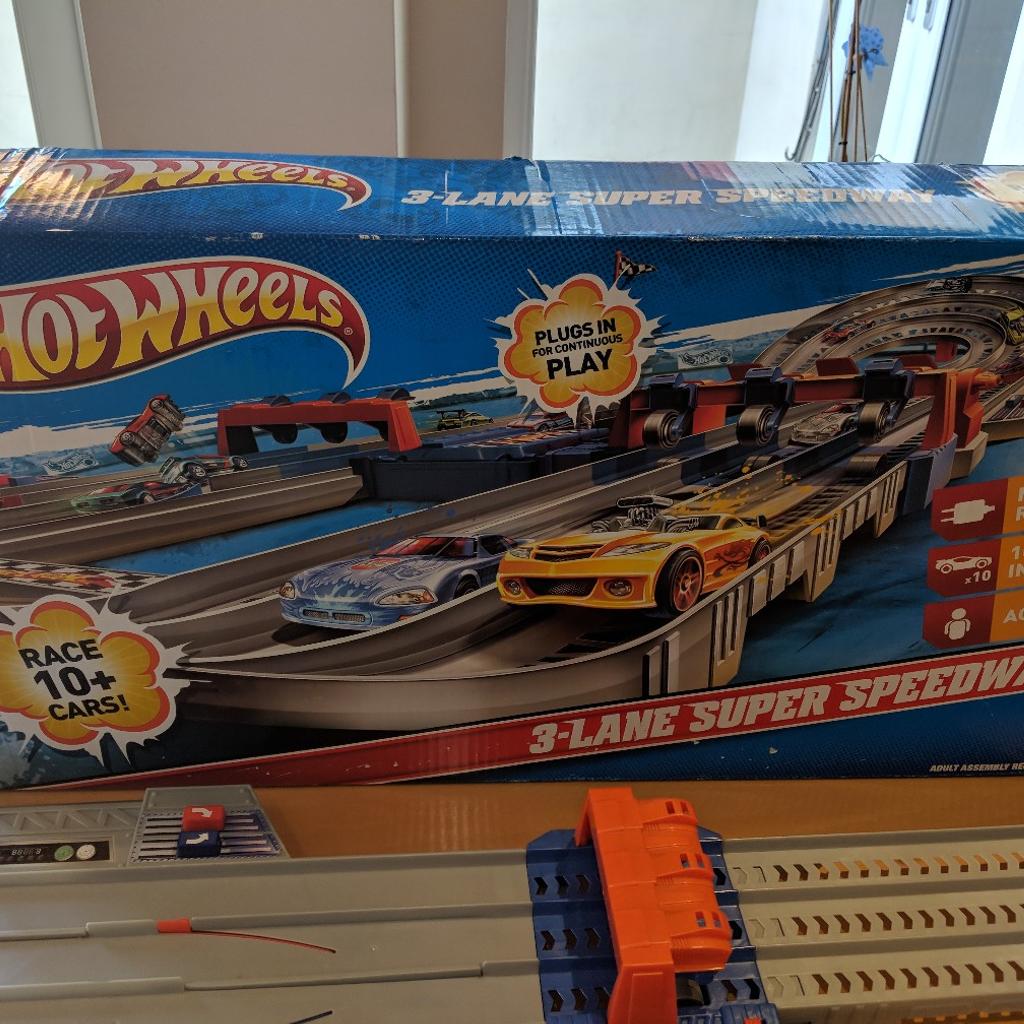 HOT WHEELS
3-LANE SUPER SPEEDWAY
HOT WHEELS®
PLUGS IN
FOR CONTINUOUS
PLAY
x10
RACE
10+
CARS!
3-LANE SUPER SPEEDWA
ADULT ASSEMBLY RE